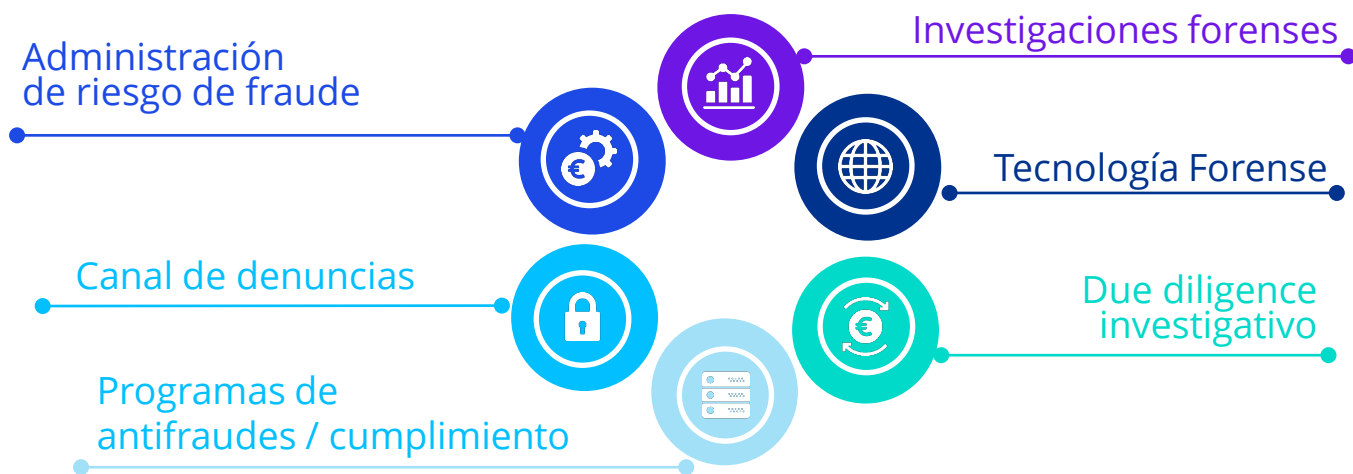 Investigaciones forenses
Administración
de riesgo de fraude
Tecnología Forense
Canal de denuncias
Due diligence
investigativo
Programas de
antifraudes / cumplimiento